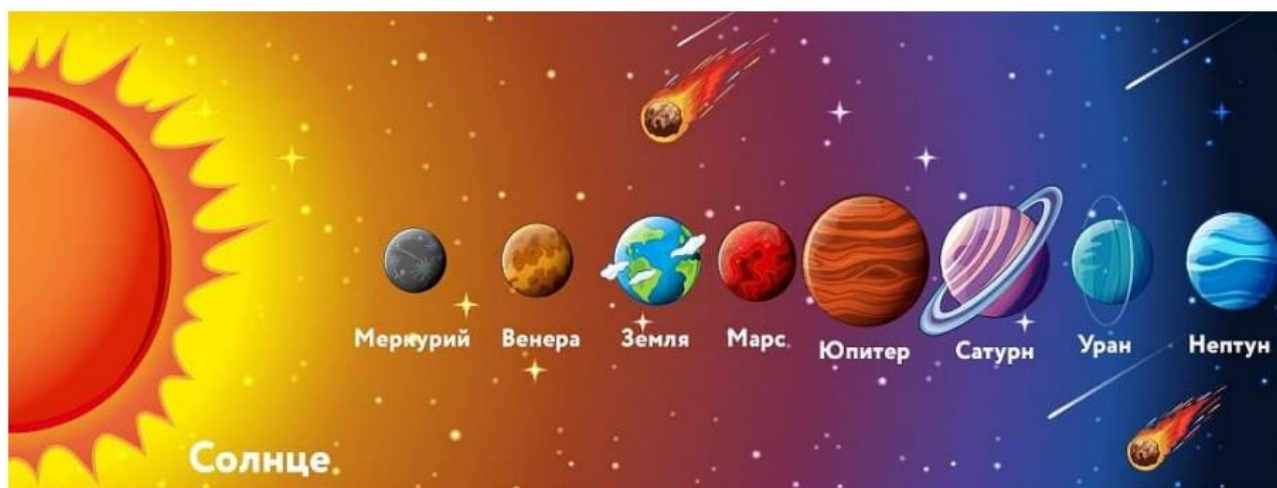 Меркурий
Венера
Земля
Марс
Юпитер
Сатурн
Уран
Нептун
Солнце